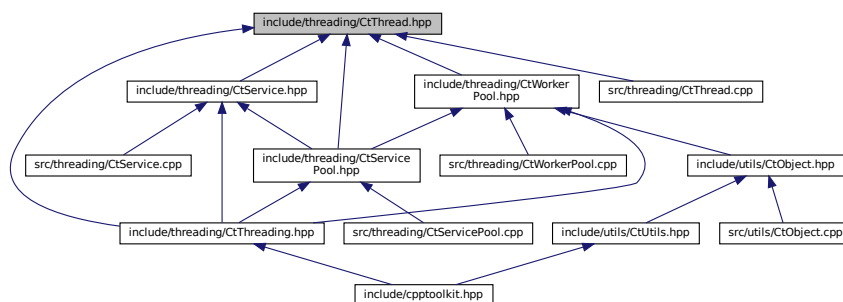 include/threading/CtThread.hpp
include/threading/CtService.hpp
include/threading/CtWorker
Pool.hpp
src/threading/CtThread.cpp
src/threading/CtService.cpp
include/threading/CtService
Pool.hpp
src/threading/CtWorkerPool.cpp
include/utils/CtObject.hpp
include/threading/CtThreading.hpp
src/threading/CtServicePool.cpp
include/utils/CtUtils.hpp
src/utils/CtObject.cpp
include/cpptoolkit.hpp